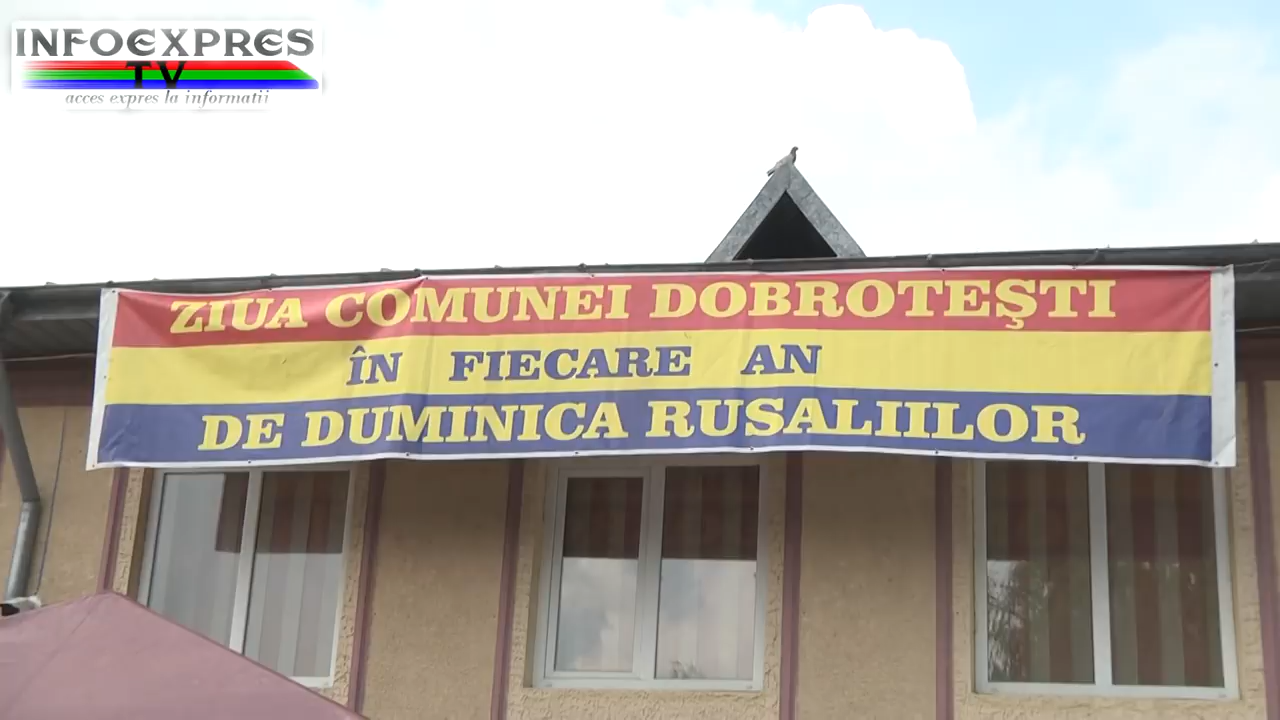 INFOEXPRES
TV
acces expres la informatii
ZIUA COMUNEI DOBROTEŞTI
ÎN FIECARE AN
DE DUMINICA RUSALIILOR